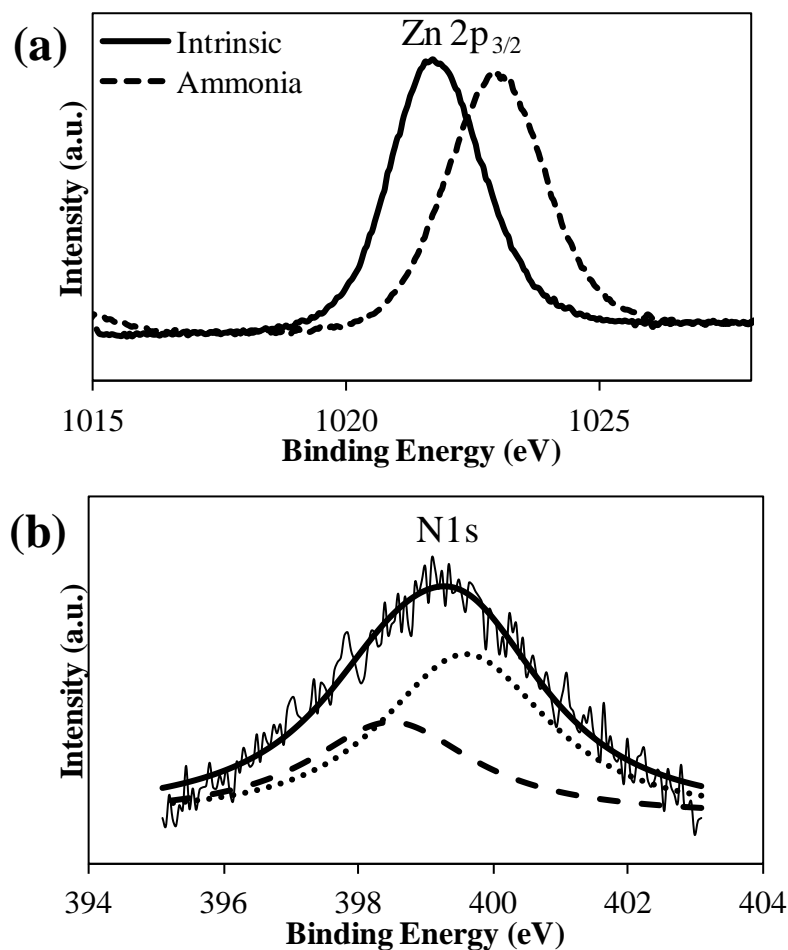 (a)
Intrinsic
Ammonia
Zn 2p3/2
Intensity (a.u.)
1015 1020 1025
Binding Energy (eV)
(b)
N1s
Intensity (a.u.)
394 396 398 400 402 404
Binding Energy (eV)